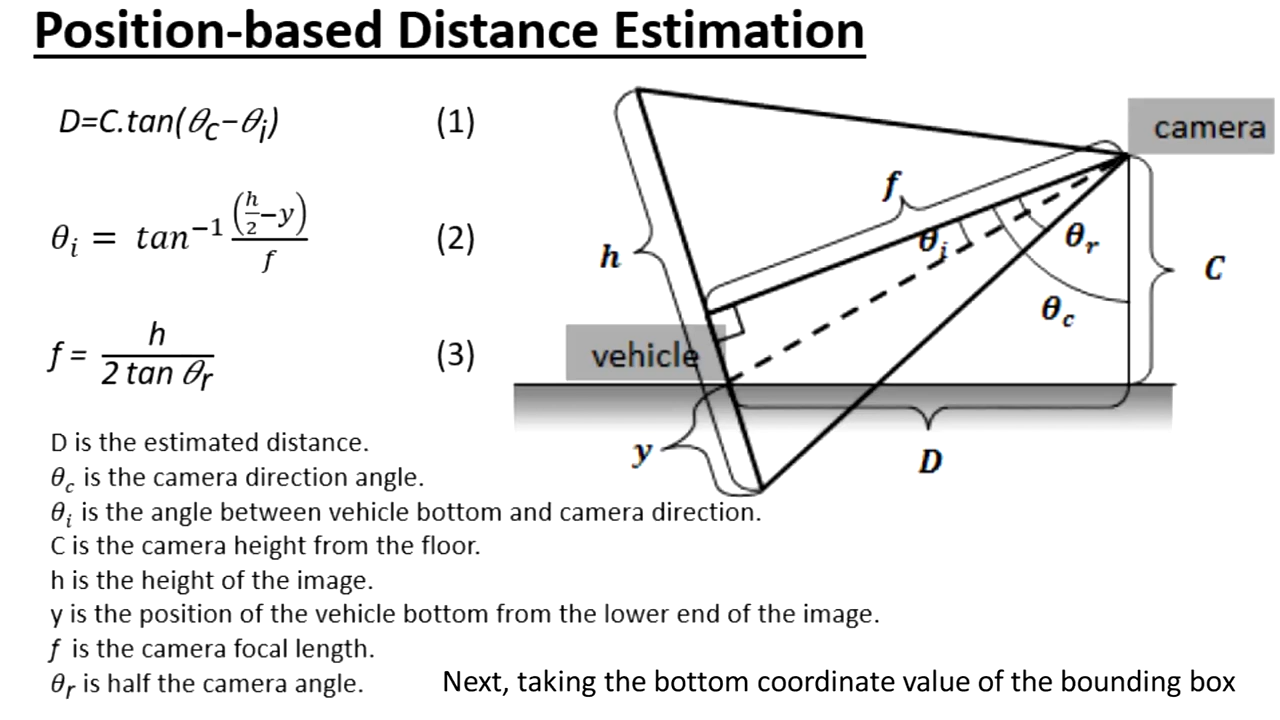 Position-based Distance Estimation
D=C.tan(θc−θi) (1)
θi = tan⁻¹ (h/2−y)/f (2)
f = h/(2 tan θr) (3)
camera
f
h
θi
θr
C
θc
vehicle
y
D
D is the estimated distance.
θc is the camera direction angle.
θi is the angle between vehicle bottom and camera direction.
C is the camera height from the floor.
h is the height of the image.
y is the position of the vehicle bottom from the lower end of the image.
f is the camera focal length.
θr is half the camera angle.
Next, taking the bottom coordinate value of the bounding box